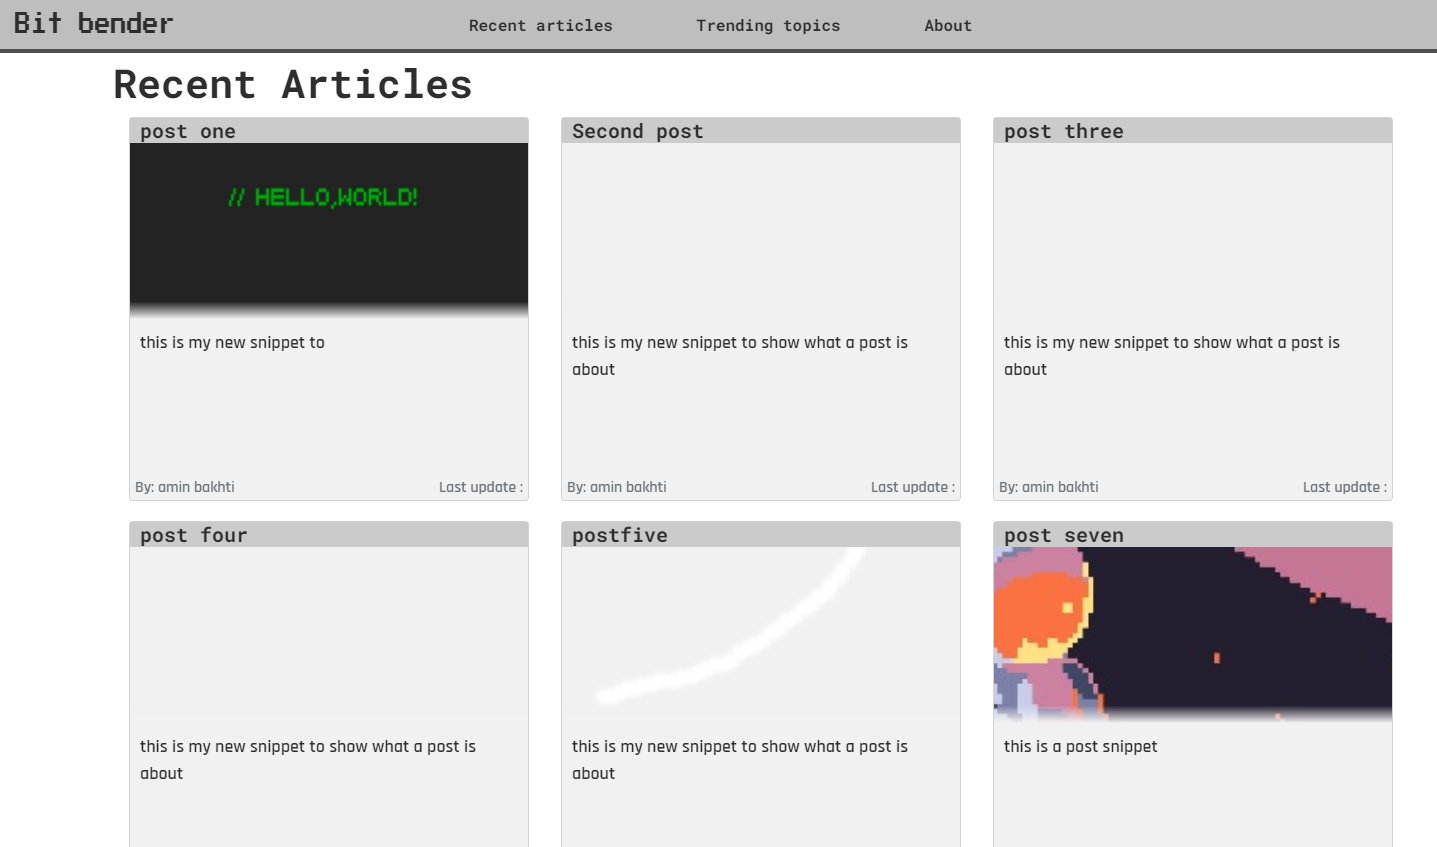 Bit bender
Recent articles
Trending topics
About
Recent Articles
post one
// HELLO,WORLD!
this is my new snippet to
By: amin bakhti
Last update :
Second post
this is my new snippet to show what a post is
about
By: amin bakhti
Last update :
post three
this is my new snippet to show what a post is
about
By: amin bakhti
Last update :
post four
this is my new snippet to show what a post is
about
postfive
this is my new snippet to show what a post is
about
post seven
this is a post snippet